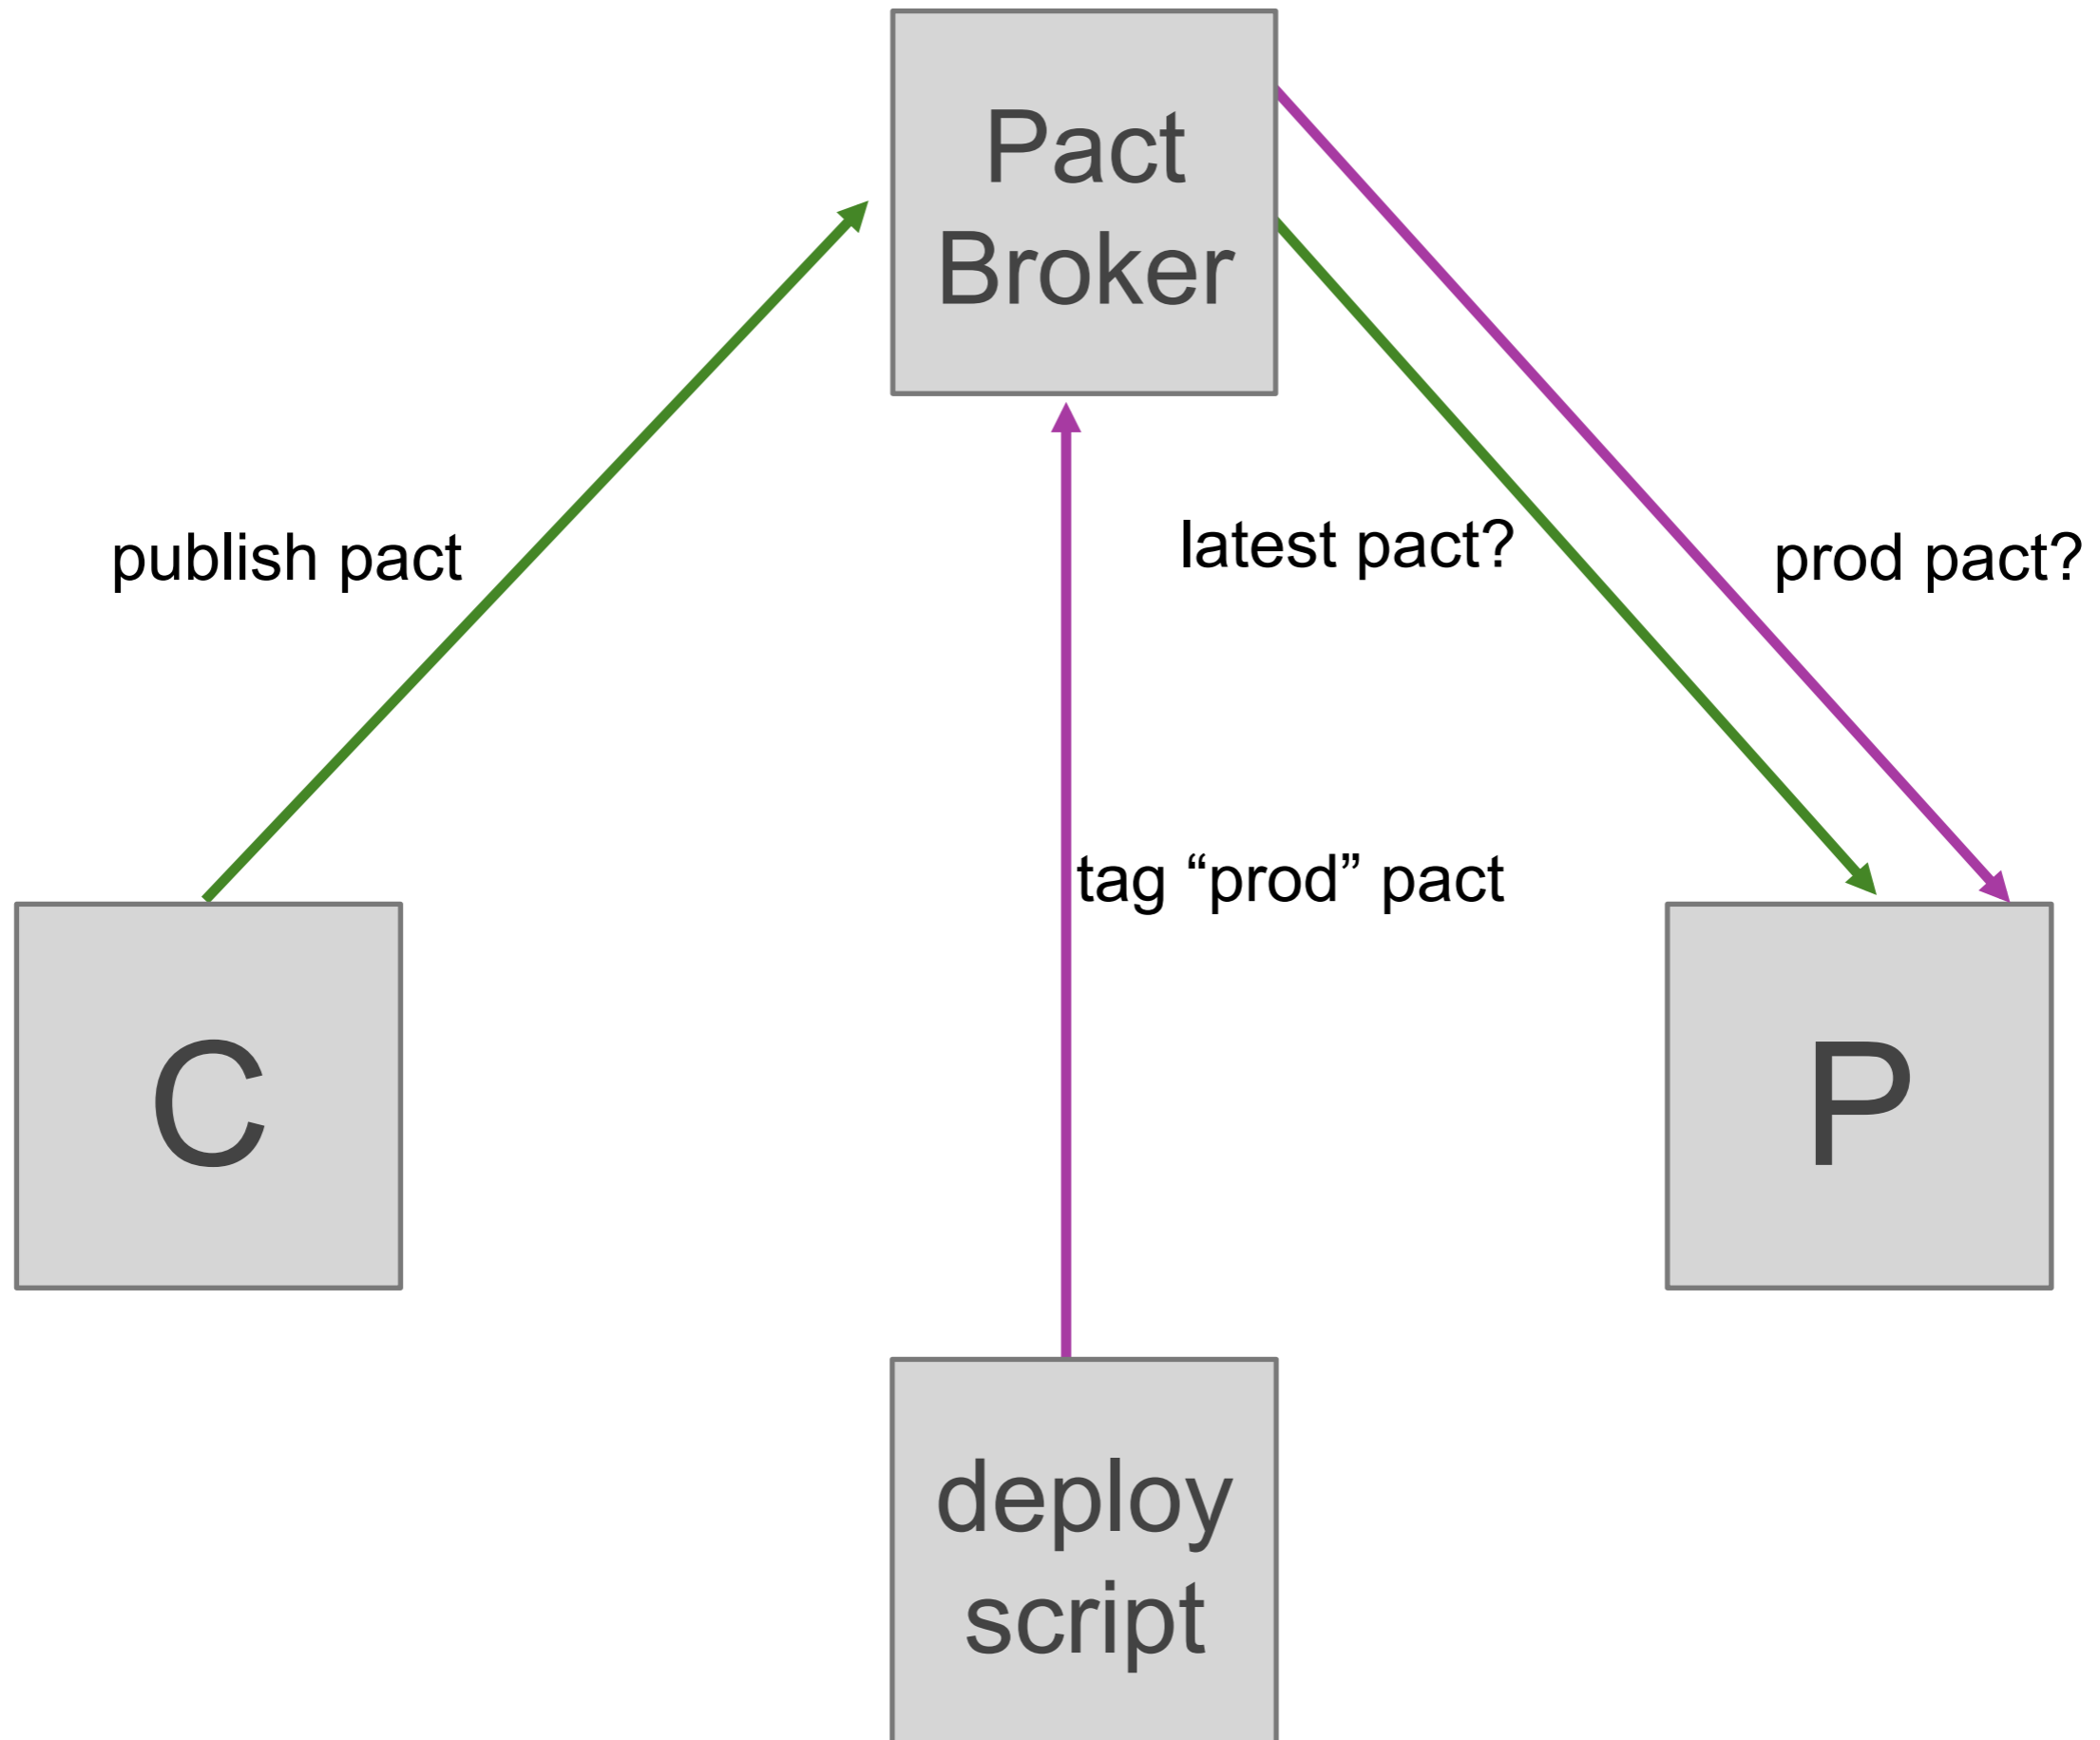 Pact
Broker
publish pact
latest pact?
prod pact?
tag “prod” pact
C
P
deploy
script